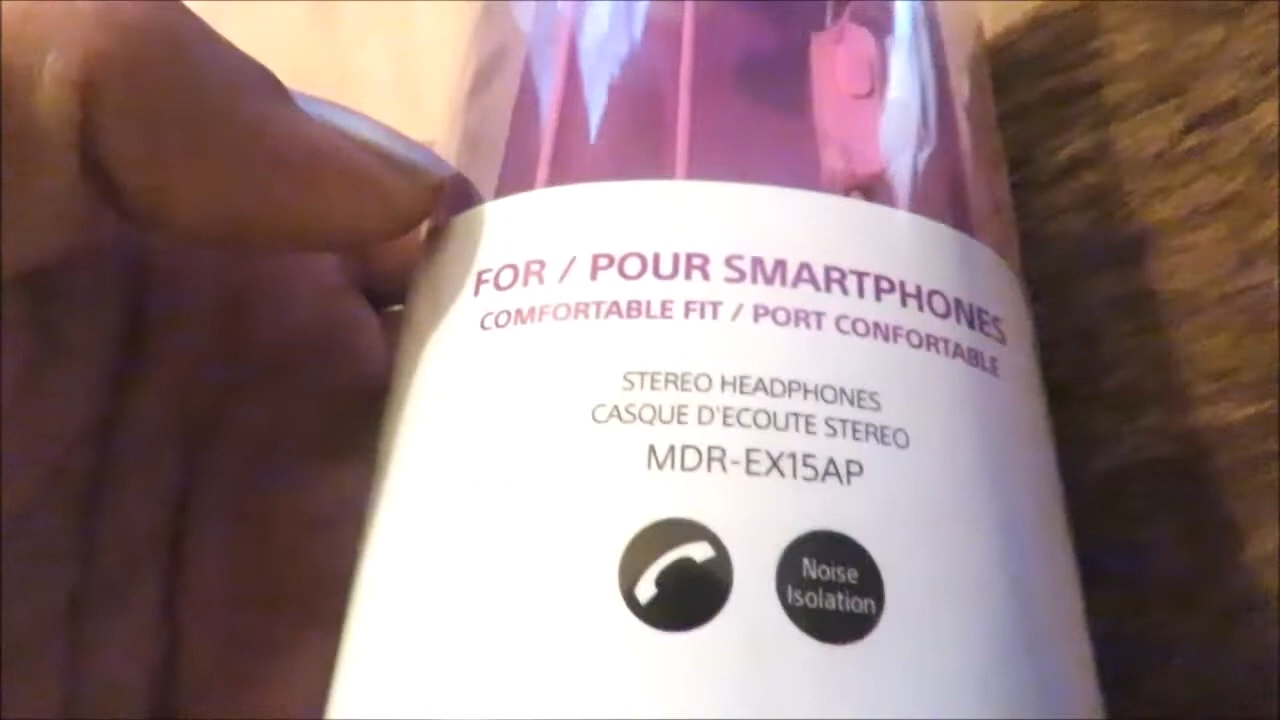 FOR / POUR SMARTPHONES
COMFORTABLE FIT / PORT CONFORTABLE
STEREO HEADPHONES
CASQUE D'ECOUTE STEREO
MDR-EX15AP
Noise
Isolation